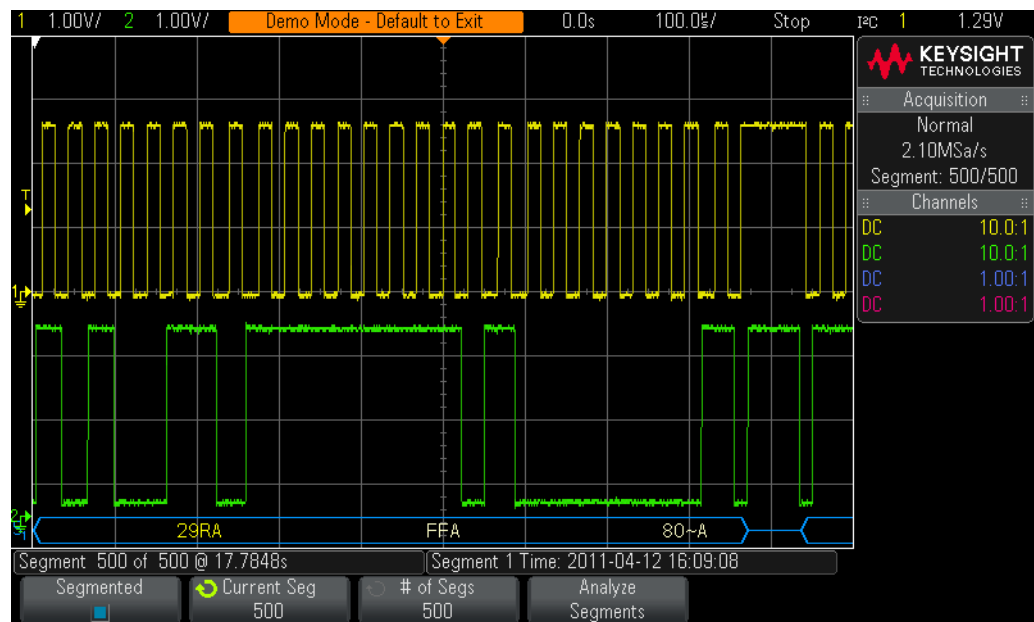 1 1.00V/ 2 1.00V/ Demo Mode - Default to Exit 0.0s 100.0㎲/ Stop I²C 1 1.29V
KEYSIGHT
TECHNOLOGIES
Acquisition
Normal
2.10MSa/s
Segment: 500/500
Channels
DC 10.0:1
DC 10.0:1
DC 1.00:1
DC 1.00:1
T
1
2
S1
29RA FFA 80~A
Segment 500 of 500 @ 17.7848s Segment 1 Time: 2011-04-12 16:09:08
Segmented
Current Seg
500
# of Segs
500
Analyze
Segments